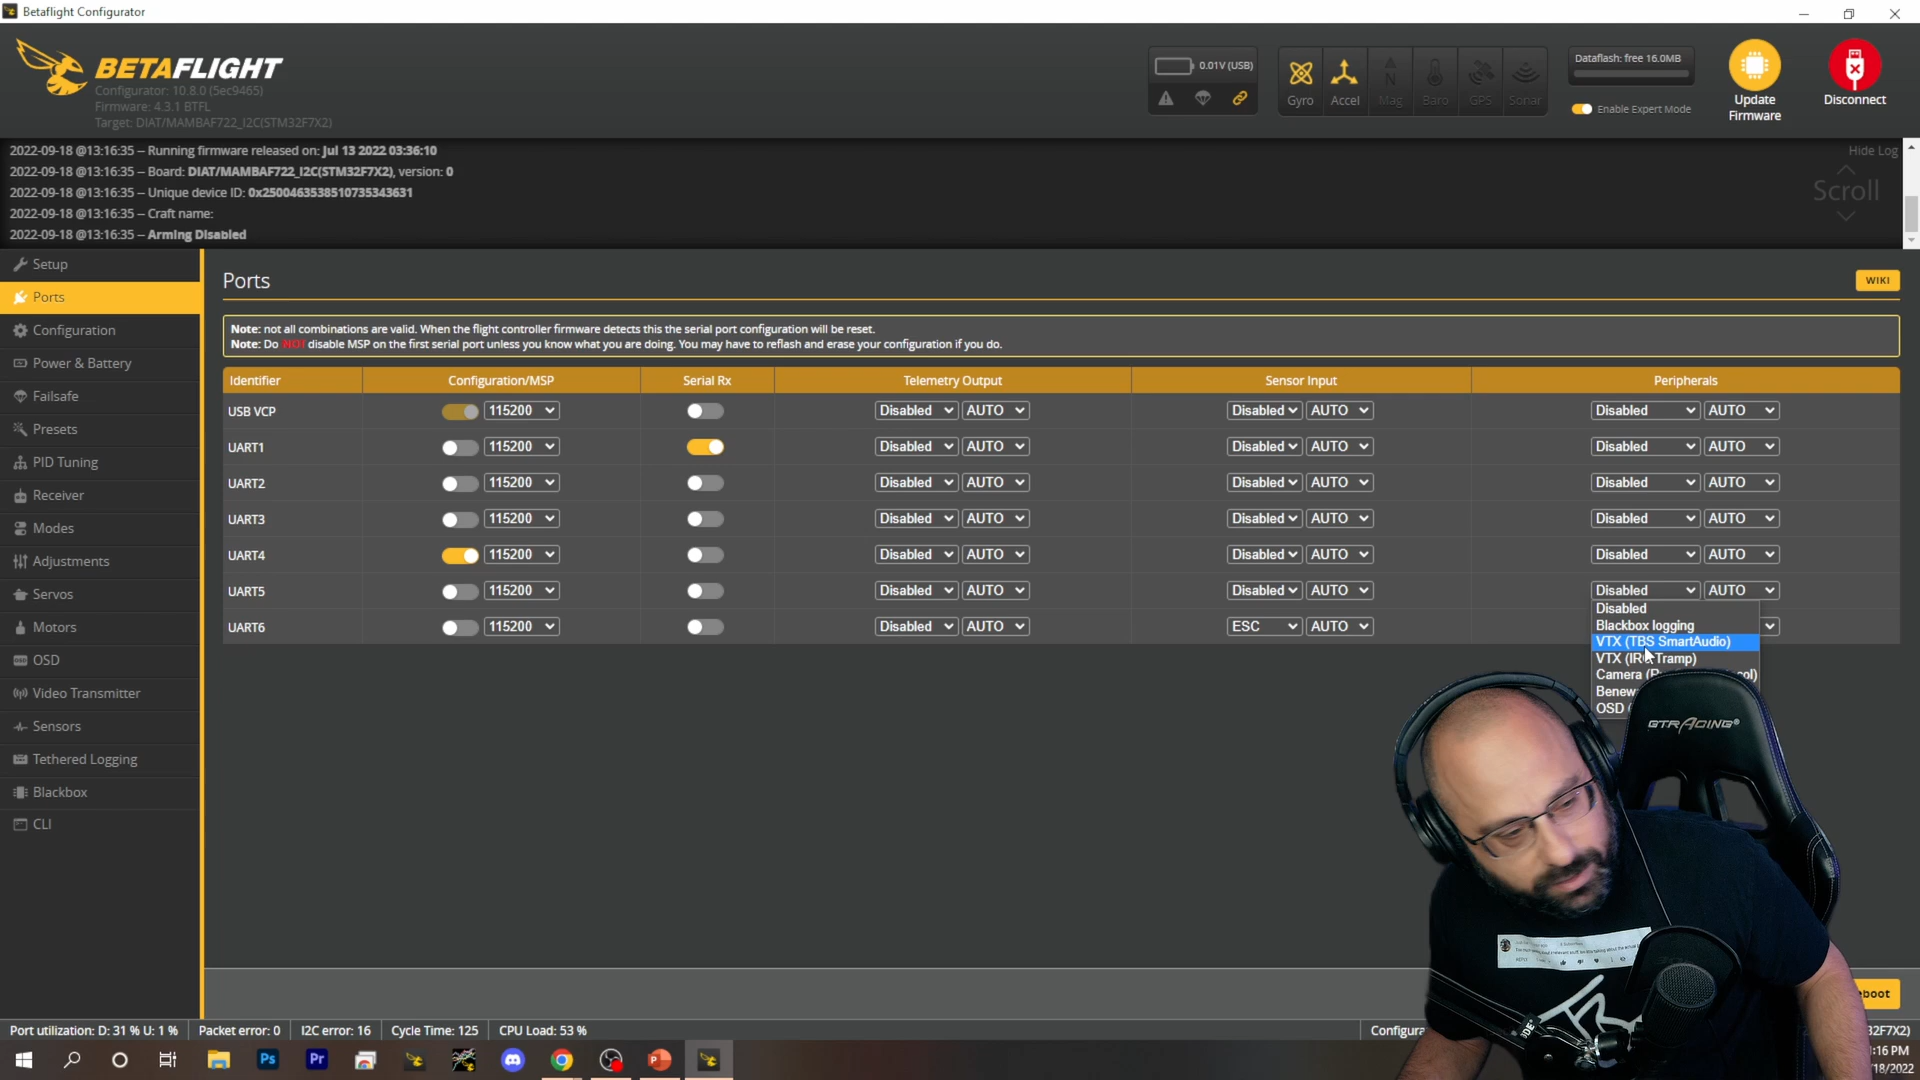 Betaflight Configurator
BETAFLIGHT
Configurator: 10.8.0 (5ec9465)
Firmware: 4.3.1 BTFL
Target: DIAT/MAMBAF722_I2C(STM32F7X2)
0.01V (USB)
Gyro Accel Mag Baro GPS Sonar
Dataflash: free 16.0MB
Enable Expert Mode
Update Firmware
Disconnect
2022-09-18 @13:16:35 -- Running firmware released on: Jul 13 2022 03:36:10
2022-09-18 @13:16:35 -- Board: DIAT/MAMBAF722_I2C(STM32F7X2), version: 0
2022-09-18 @13:16:35 -- Unique device ID: 0x2500463538510735343631
2022-09-18 @13:16:35 -- Craft name:
2022-09-18 @13:16:35 -- Arming Disabled
Hide Log
Scroll
Setup
Ports
Configuration
Power & Battery
Failsafe
Presets
PID Tuning
Receiver
Modes
Adjustments
Servos
Motors
OSD
Video Transmitter
Sensors
Tethered Logging
Blackbox
CLI
Ports
WIKI
Note: not all combinations are valid. When the flight controller firmware detects this the serial port configuration will be reset.
Note: Do NOT disable MSP on the first serial port unless you know what you are doing. You may have to reflash and erase your configuration if you do.
Identifier Configuration/MSP Serial Rx Telemetry Output Sensor Input Peripherals
USB VCP 115200 Disabled AUTO Disabled AUTO Disabled AUTO
UART1 115200 Disabled AUTO Disabled AUTO Disabled AUTO
UART2 115200 Disabled AUTO Disabled AUTO Disabled AUTO
UART3 115200 Disabled AUTO Disabled AUTO Disabled AUTO
UART4 115200 Disabled AUTO Disabled AUTO Disabled AUTO
UART5 115200 Disabled AUTO Disabled AUTO Disabled AUTO
UART6 115200 Disabled AUTO ESC AUTO
Disabled
Blackbox logging
VTX (TBS SmartAudio)
VTX (IRC Tramp)
Camera
OSD
GTRACING
Port utilization: D: 31 % U: 1 % Packet error: 0 I2C error: 16 Cycle Time: 125 CPU Load: 53 %
Ps Pr